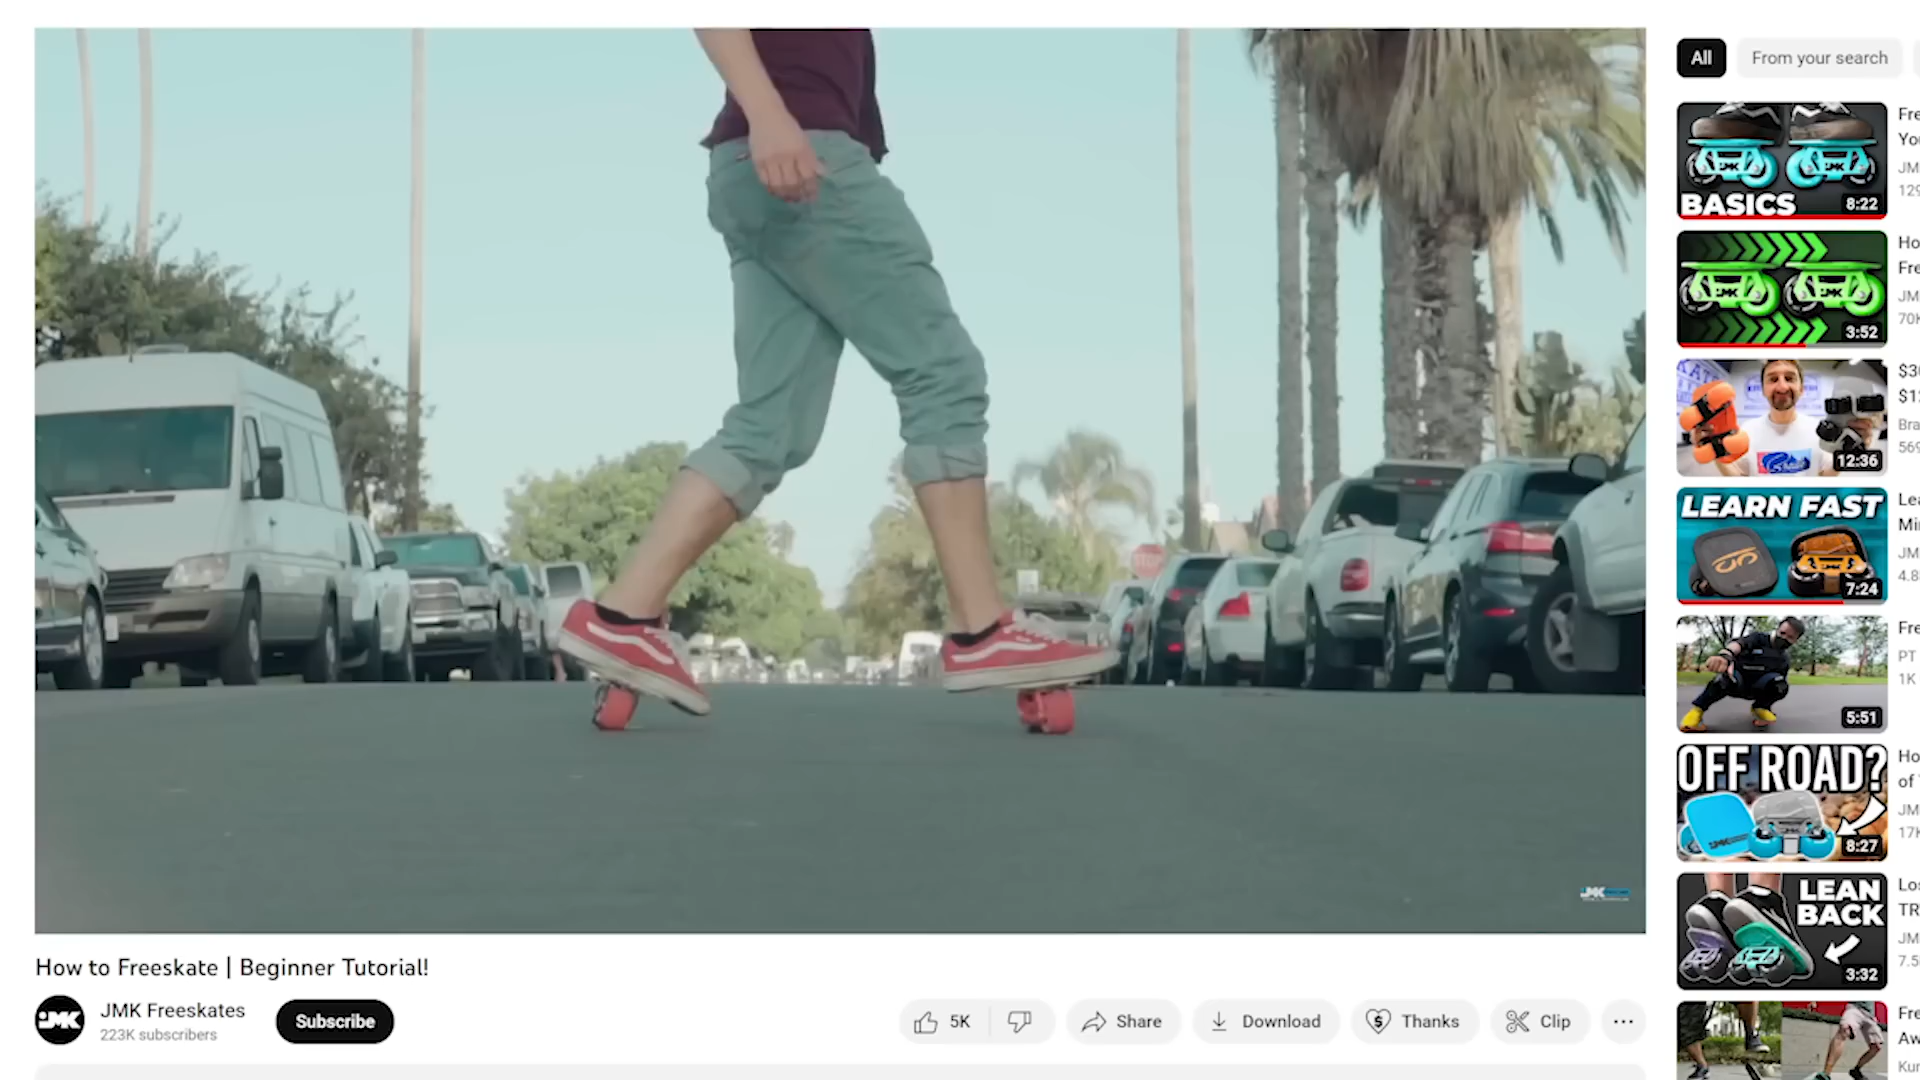 All
From your search
BASICS
8:22
3:52
12:36
LEARN FAST
7:24
5:51
OFF ROAD?
8:27
LEAN
BACK
3:32
JMK
How to Freeskate | Beginner Tutorial!
JMK
JMK Freeskates
223K subscribers
Subscribe
5K
Share
Download
Thanks
Clip